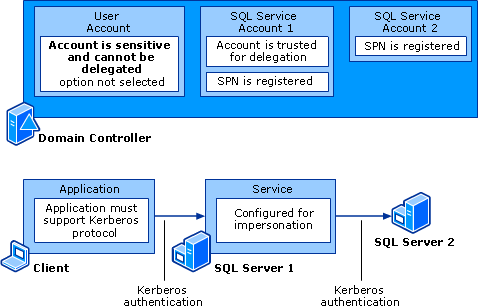 User
Account
Account is sensitive
and cannot be
delegated
option not selected
SQL Service
Account 1
Account is trusted
for delegation
SPN is registered
SQL Service
Account 2
SPN is registered
Domain Controller
Application
Application must
support Kerberos
protocol
Client
Service
Configured for
impersonation
SQL Server 1
SQL Server 2
Kerberos
authentication
Kerberos
authentication